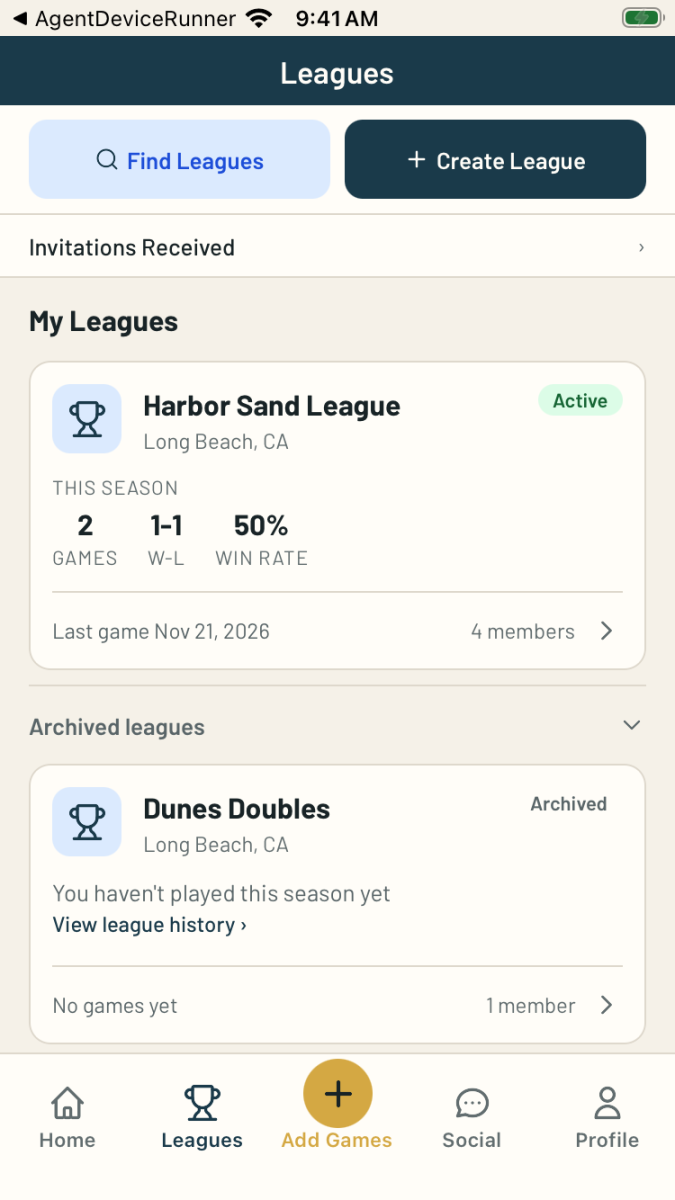 AgentDeviceRunner 9:41 AM
Leagues
Find Leagues
+ Create League
Invitations Received ›
My Leagues
Harbor Sand League
Active
Long Beach, CA
THIS SEASON
2 1-1 50%
GAMES W-L WIN RATE
Last game Nov 21, 2026
4 members
Archived leagues
Dunes Doubles
Archived
Long Beach, CA
You haven't played this season yet
View league history ›
No games yet
1 member
Home
Leagues
Add Games
Social
Profile